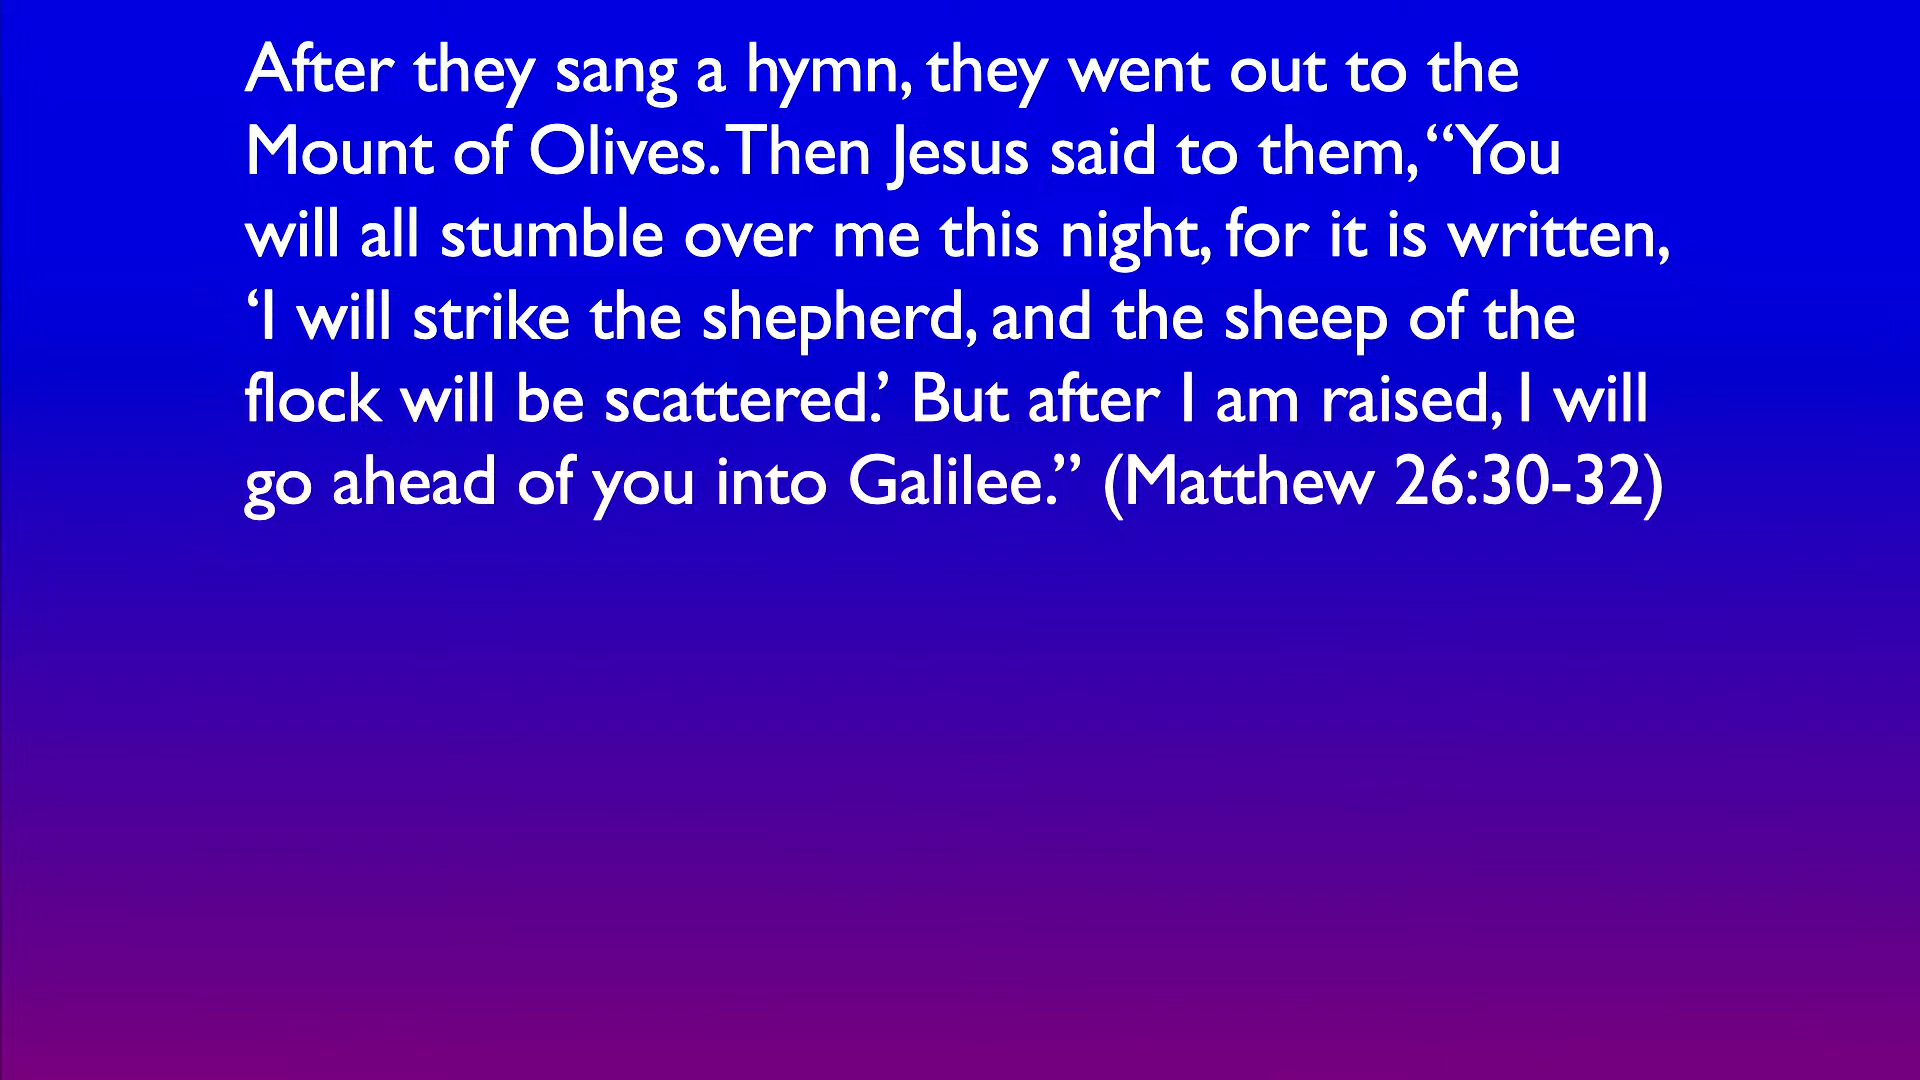 After they sang a hymn, they went out to the
Mount of Olives. Then Jesus said to them, “You
will all stumble over me this night, for it is written,
‘I will strike the shepherd, and the sheep of the
flock will be scattered.’ But after I am raised, I will
go ahead of you into Galilee.” (Matthew 26:30-32)